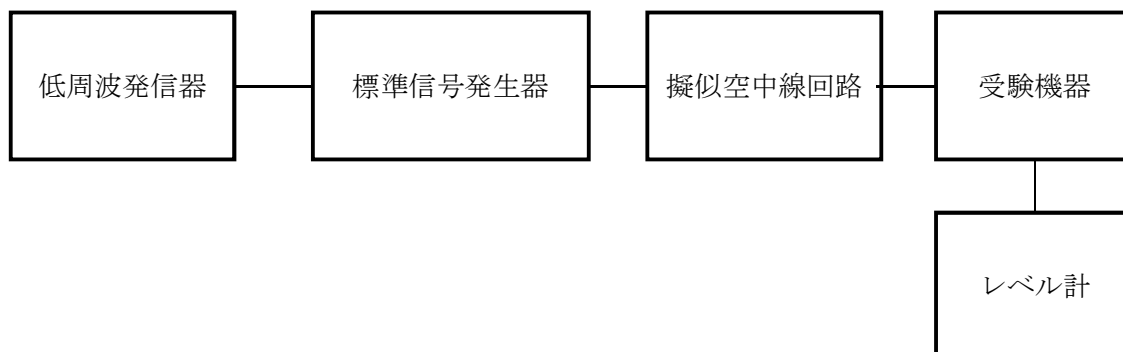 低周波発信器
標準信号発生器
擬似空中線回路
受験機器
レベル計